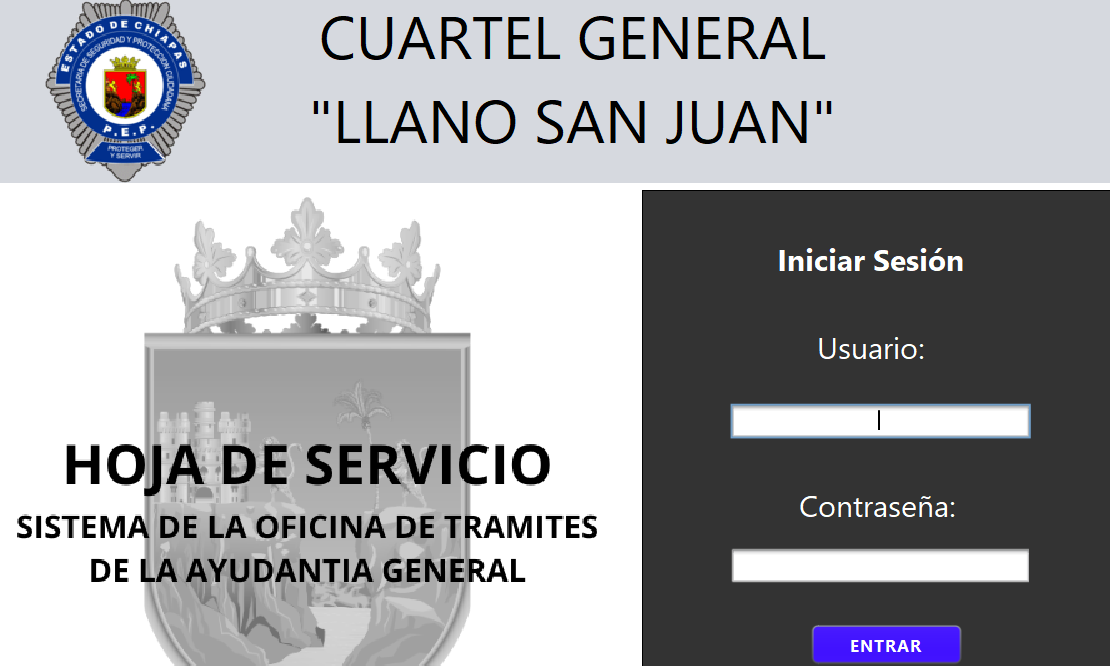 ESTADO DE CHIAPAS
SECRETARIA DE SEGURIDAD Y PROTECCION CIUDADANA
P.E.P.
PROTEGER
Y SERVIR
CUARTEL GENERAL
"LLANO SAN JUAN"
HOJA DE SERVICIO
SISTEMA DE LA OFICINA DE TRAMITES
DE LA AYUDANTIA GENERAL
Iniciar Sesión
Usuario:
Contraseña:
ENTRAR